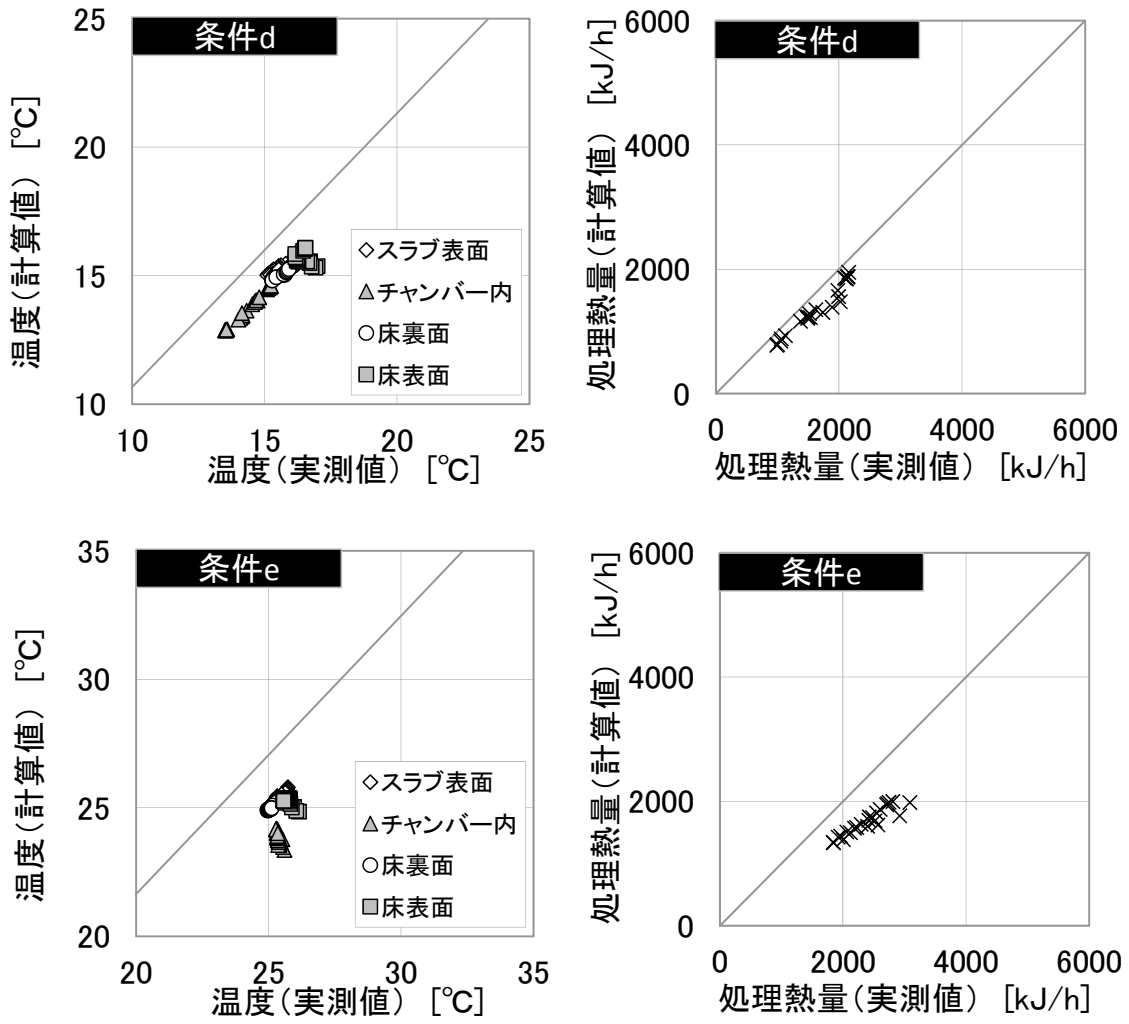 条件d
温度(計算値) [℃]
25
20
15
10
10 15 20 25
温度(実測値) [℃]
スラブ表面
チャンバー内
床裏面
床表面
条件d
処理熱量(計算値) [kJ/h]
6000
4000
2000
0
0 2000 4000 6000
処理熱量(実測値) [kJ/h]
条件e
温度(計算値) [℃]
35
30
25
20
20 25 30 35
温度(実測値) [℃]
スラブ表面
チャンバー内
床裏面
床表面
条件e
処理熱量(計算値) [kJ/h]
6000
4000
2000
0
0 2000 4000 6000
処理熱量(実測値) [kJ/h]